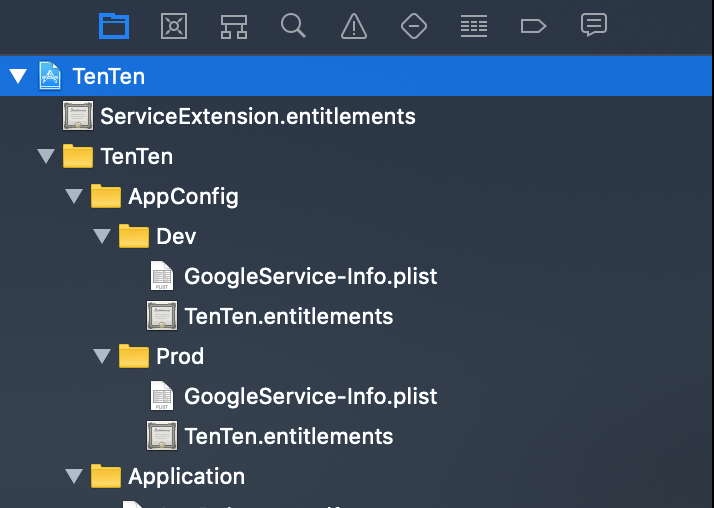 TenTen
ServiceExtension.entitlements
TenTen
AppConfig
Dev
GoogleService-Info.plist
TenTen.entitlements
Prod
GoogleService-Info.plist
TenTen.entitlements
Application